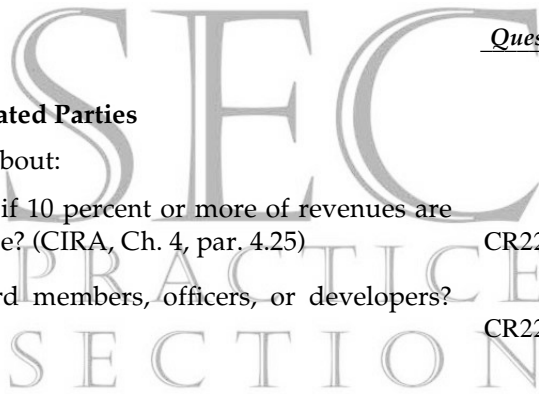 SEC
Ques
ated Parties
bout:
if 10 percent or more of revenues are
e? (CIRA, Ch. 4, par. 4.25) CR22
PRACTICE
rd members, officers, or developers?
CR22
SECTION